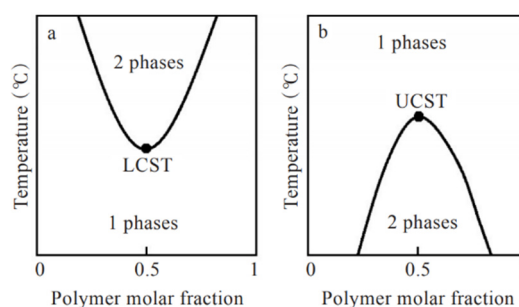 a
2 phases
LCST
1 phases
Temperature (℃)
0
0.5
1
Polymer molar fraction
b
1 phases
UCST
2 phases
Temperature (℃)
0
0.5
Polymer molar fraction